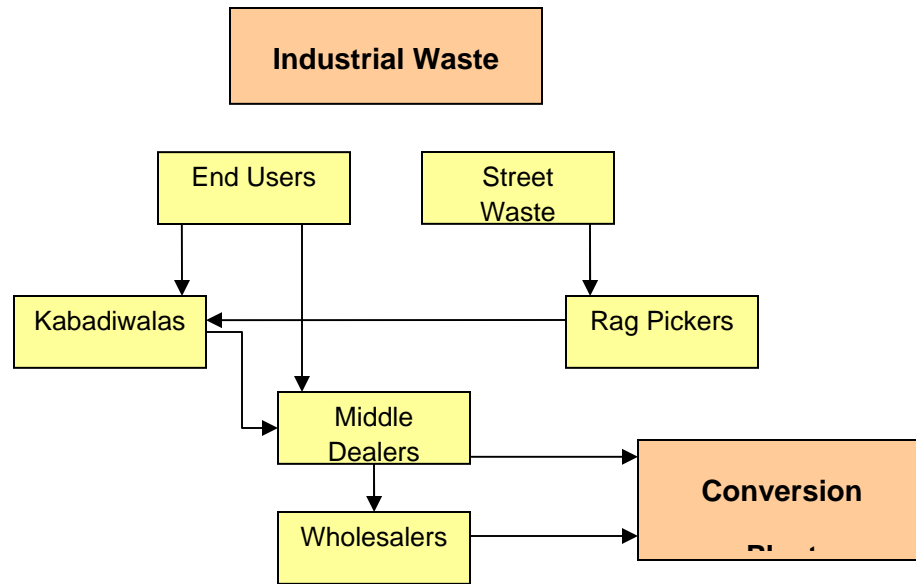 Industrial Waste
End Users
Street
Waste
Kabadiwalas
Rag Pickers
Middle
Dealers
Conversion
Wholesalers